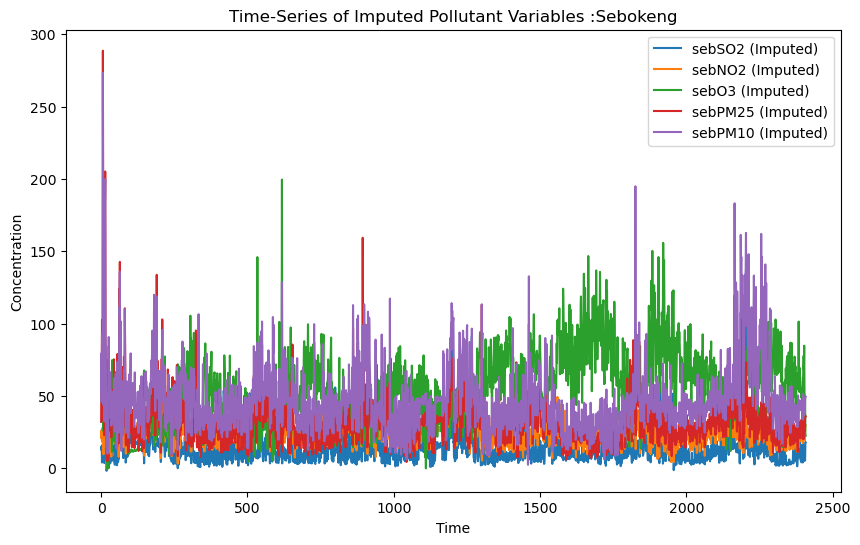 Time-Series of Imputed Pollutant Variables :Sebokeng
300
250
200
150
100
50
0
Concentration
sebSO2 (Imputed)
sebNO2 (Imputed)
sebO3 (Imputed)
sebPM25 (Imputed)
sebPM10 (Imputed)
0
500
1000
1500
2000
2500
Time